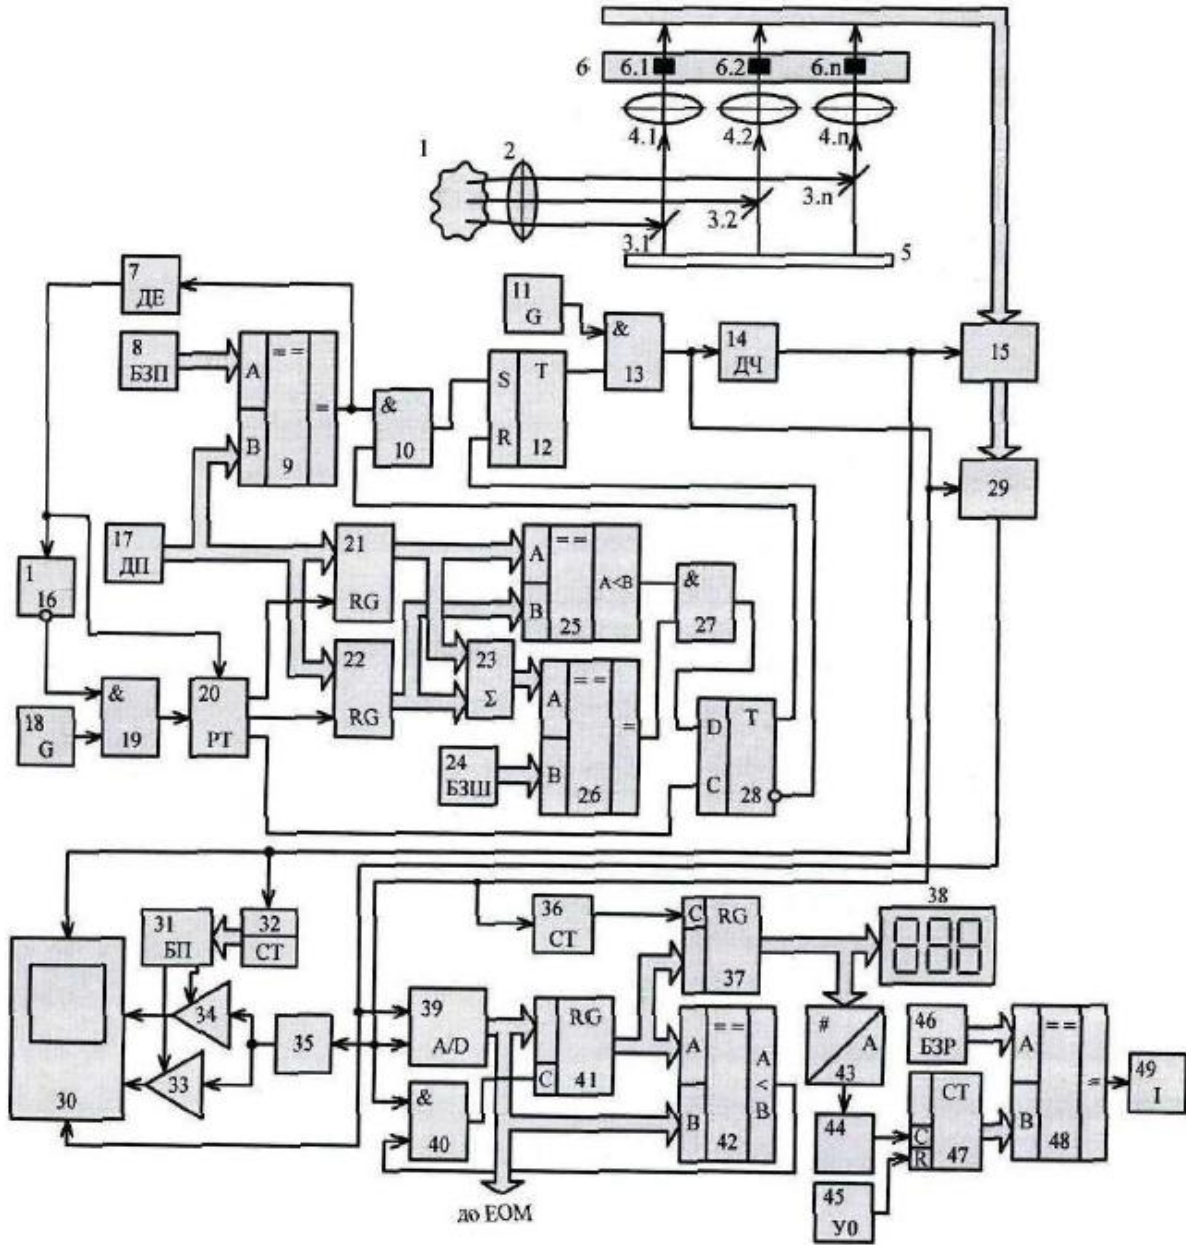 6
6.1
6.2
6.n
4.1
4.2
4.n
1
2
3.1
3.2
3.n
5
7
ДЕ
8
БЗП
A
B
= =
=
9
&
10
11
G
S
R
T
12
&
13
14
ДЧ
15
29
17
ДП
1
16
18
G
&
19
20
РТ
21
RG
22
RG
23
Σ
24
БЗШ
A
B
= =
25
A<B
A
B
= =
26
=
&
27
D
C
T
28
30
31
БП
32
СТ
34
33
35
36
СТ
C
RG
37
38
39
A/D
&
40
RG
C
41
A
B
= =
42
A
<
B
#
A
43
44
45
У0
46
БЗР
СТ
C
R
47
A
B
= =
48
=
49
I
до ЕОМ